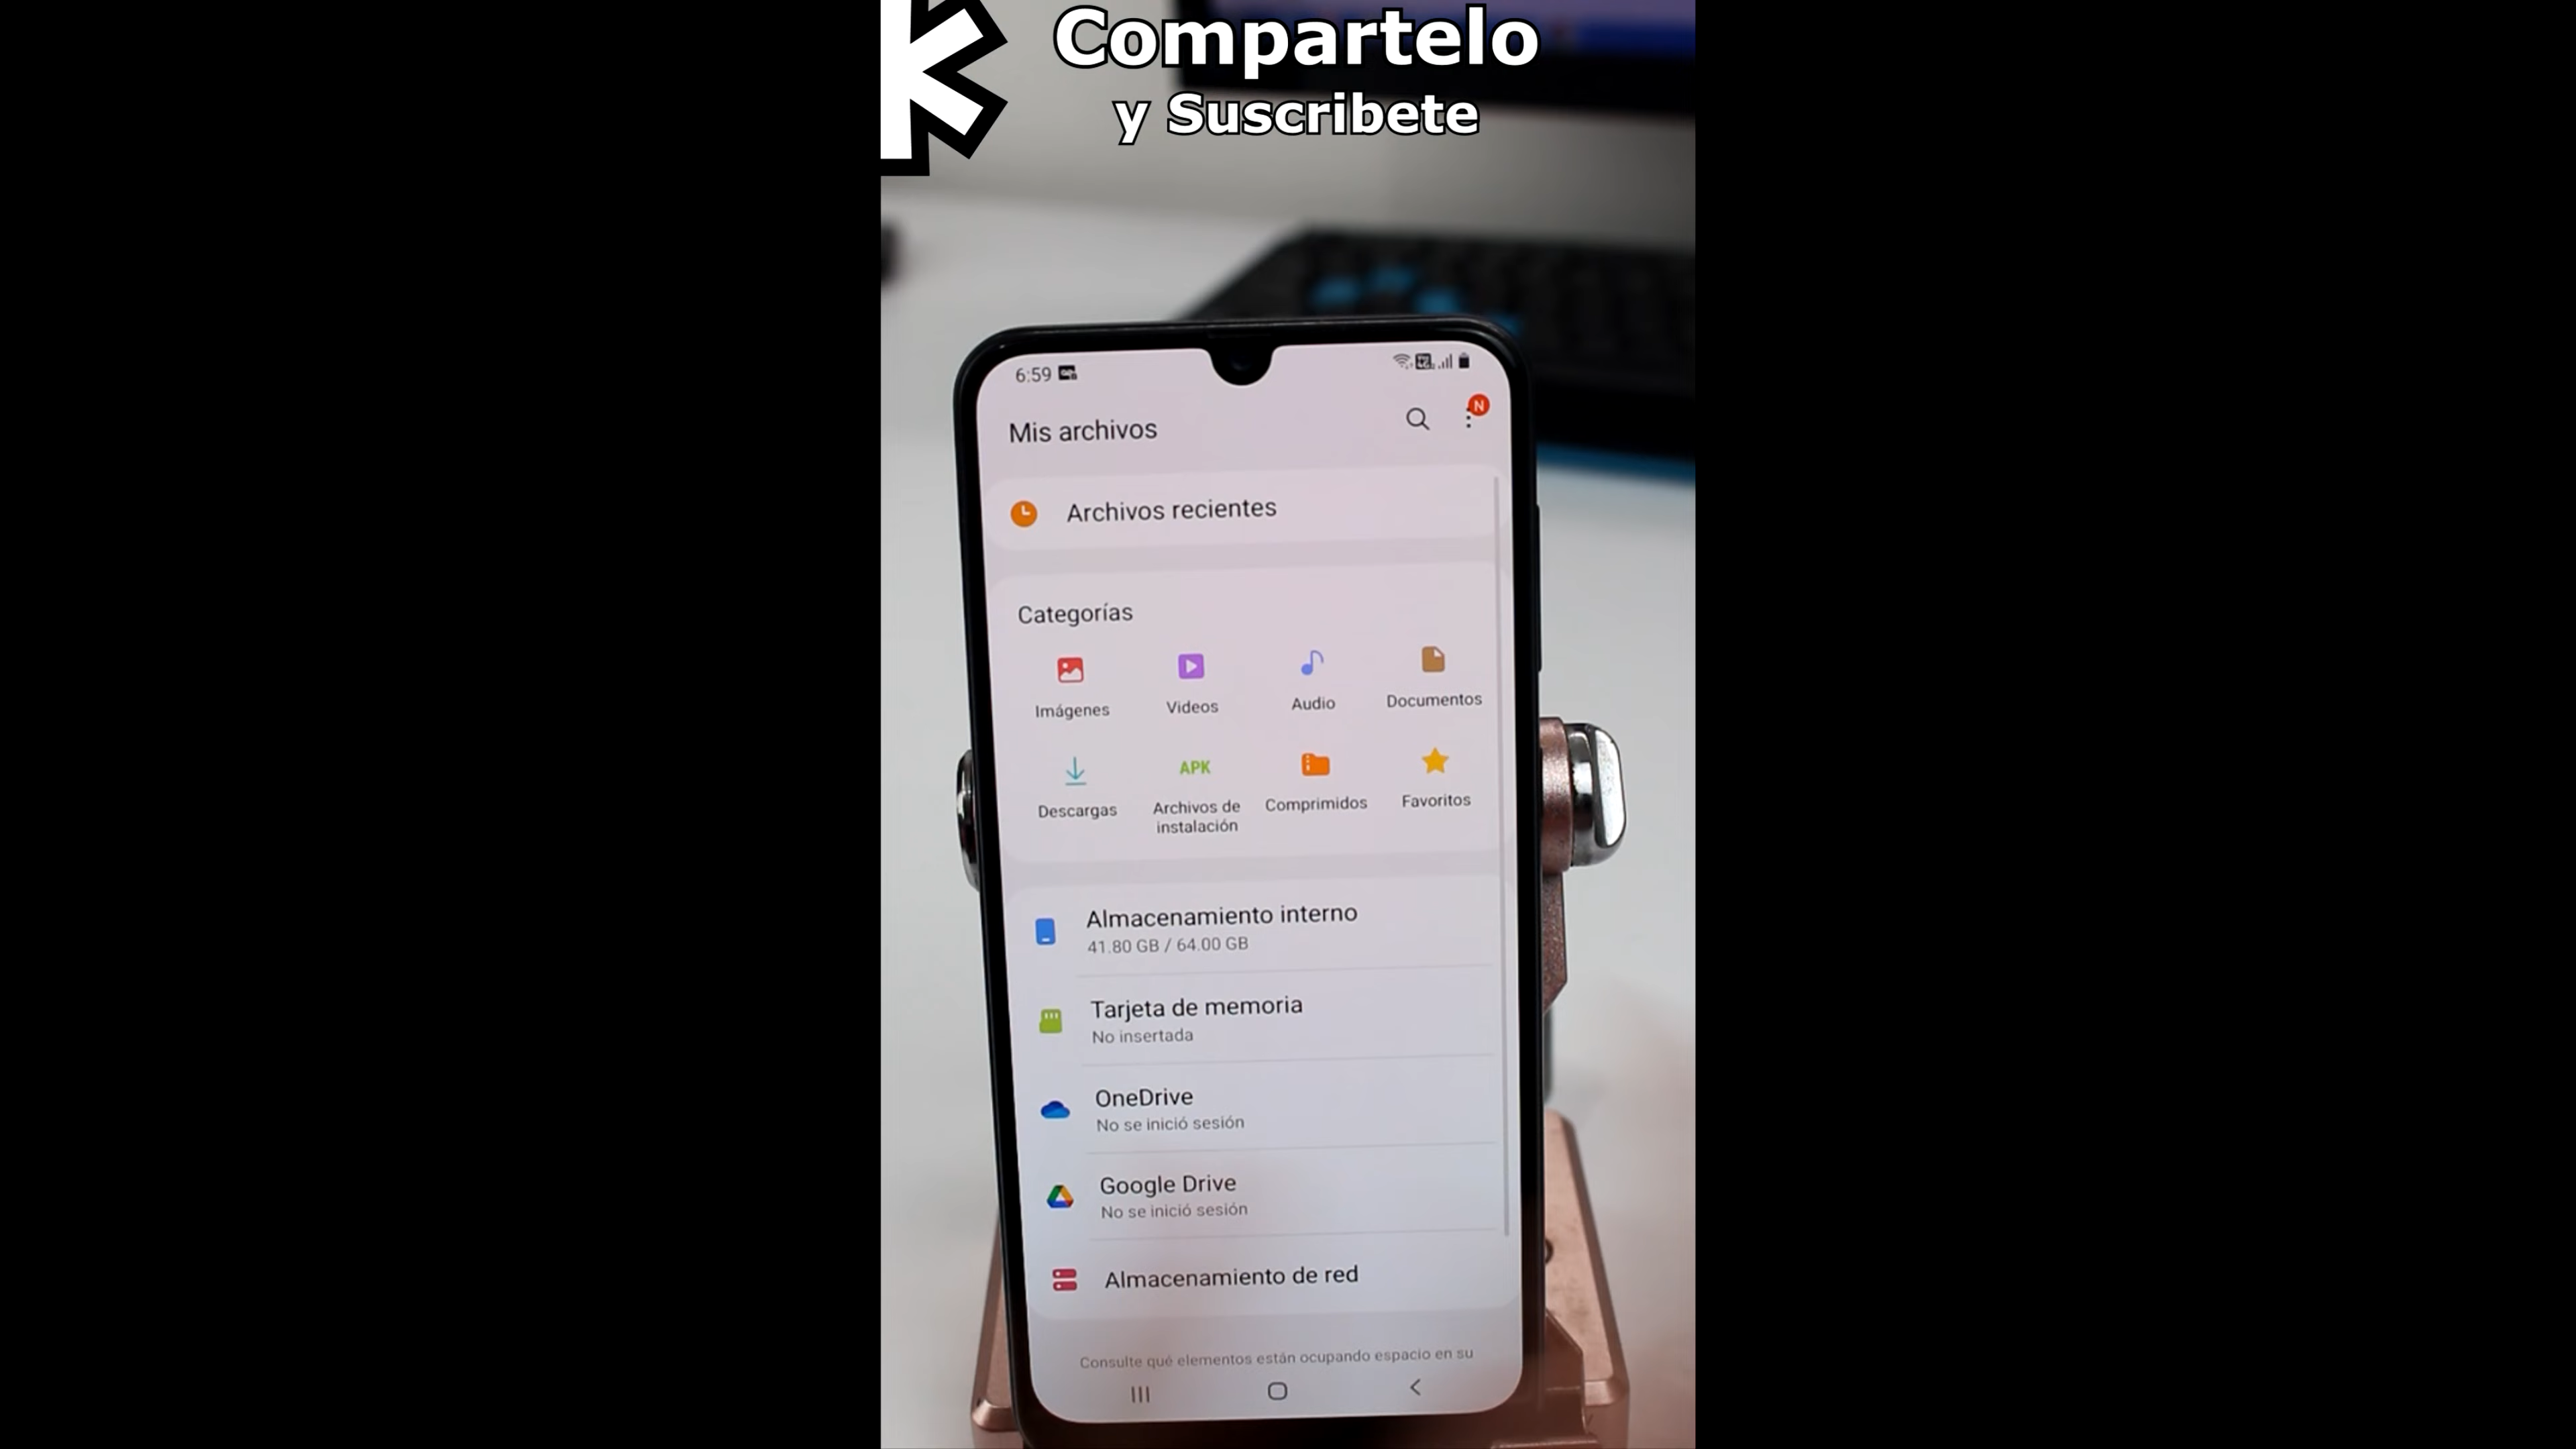 Compartelo
y Suscribete
6:59
N
Mis archivos
Archivos recientes
Categorías
Imágenes
Videos
Audio
Documentos
APK
Descargas
Archivos de
instalación
Comprimidos
Favoritos
Almacenamiento interno
41.80 GB / 64.00 GB
Tarjeta de memoria
No insertada
OneDrive
No se inició sesión
Google Drive
No se inició sesión
Almacenamiento de red
Consulte qué elementos están ocupando espacio en su